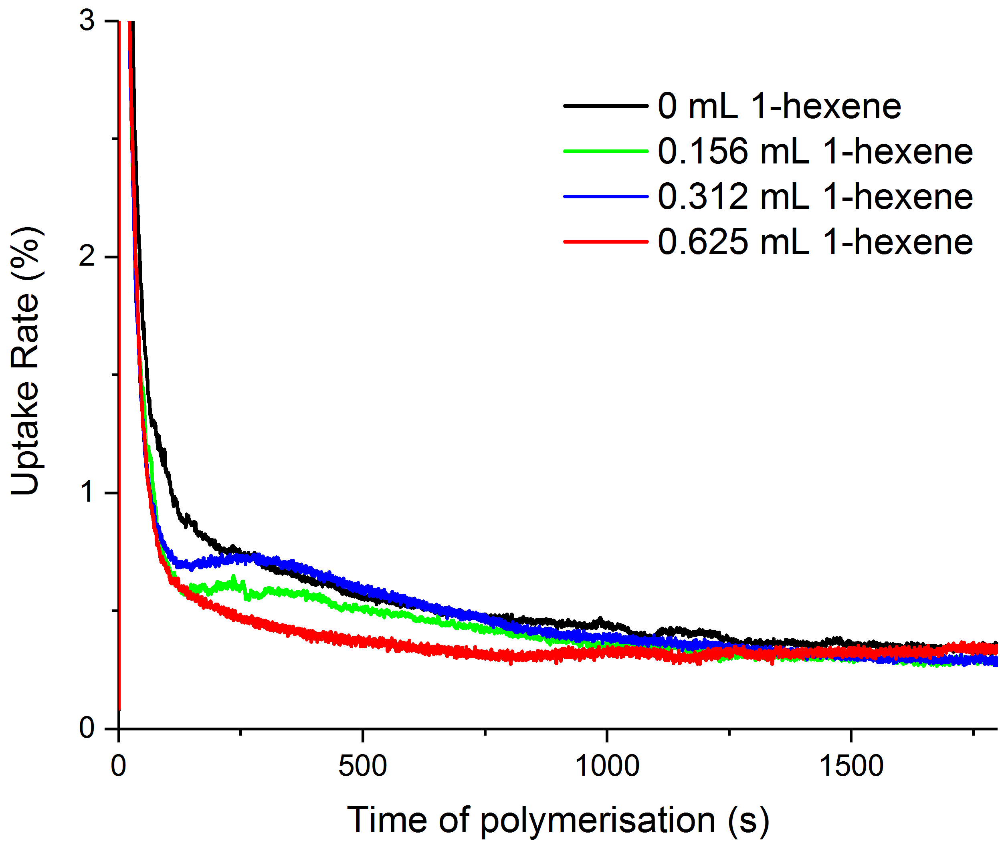 3
2
1
0
Uptake Rate (%)
0 mL 1-hexene
0.156 mL 1-hexene
0.312 mL 1-hexene
0.625 mL 1-hexene
0
500
1000
1500
Time of polymerisation (s)